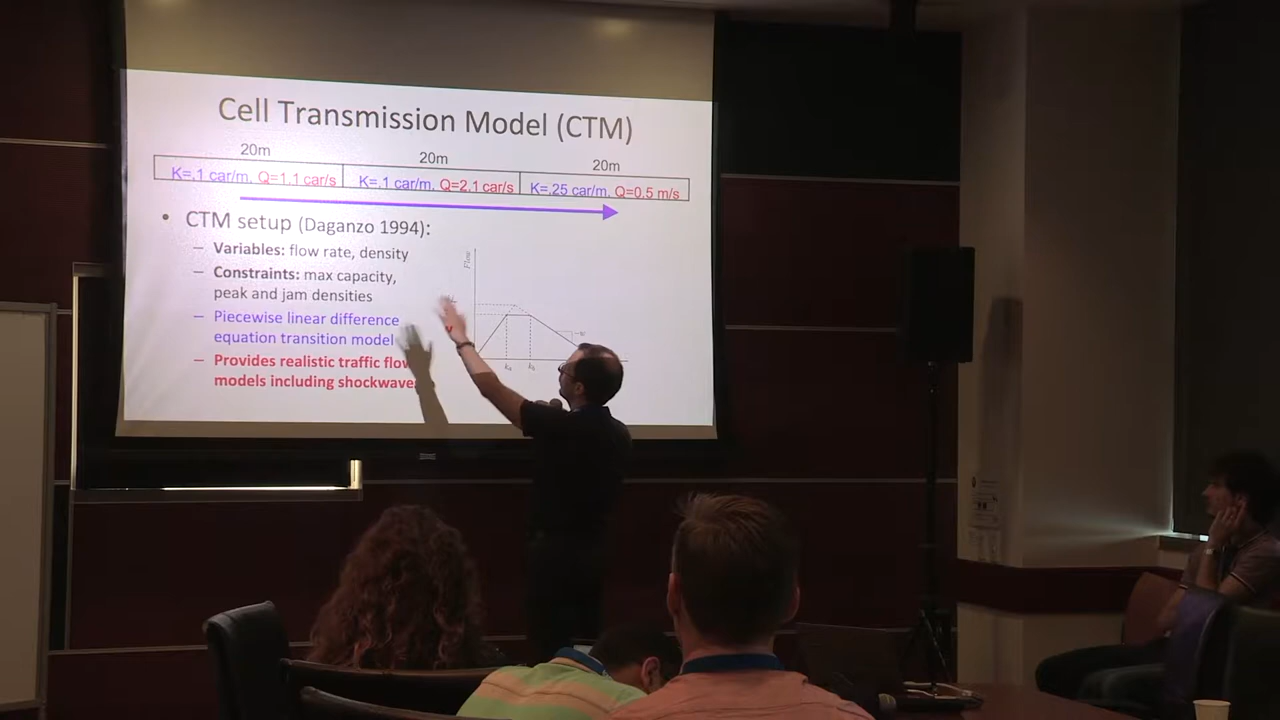 Cell Transmission Model (CTM)
20m 20m 20m
K=.1 car/m, Q=1.1 car/s K=.1 car/m, Q=2.1 car/s K=.25 car/m, Q=0.5 m/s
• CTM setup (Daganzo 1994):
– Variables: flow rate, density
– Constraints: max capacity,
peak and jam densities
– Piecewise linear difference
equation transition model
– Provides realistic traffic flow
models including shockwave
Flow